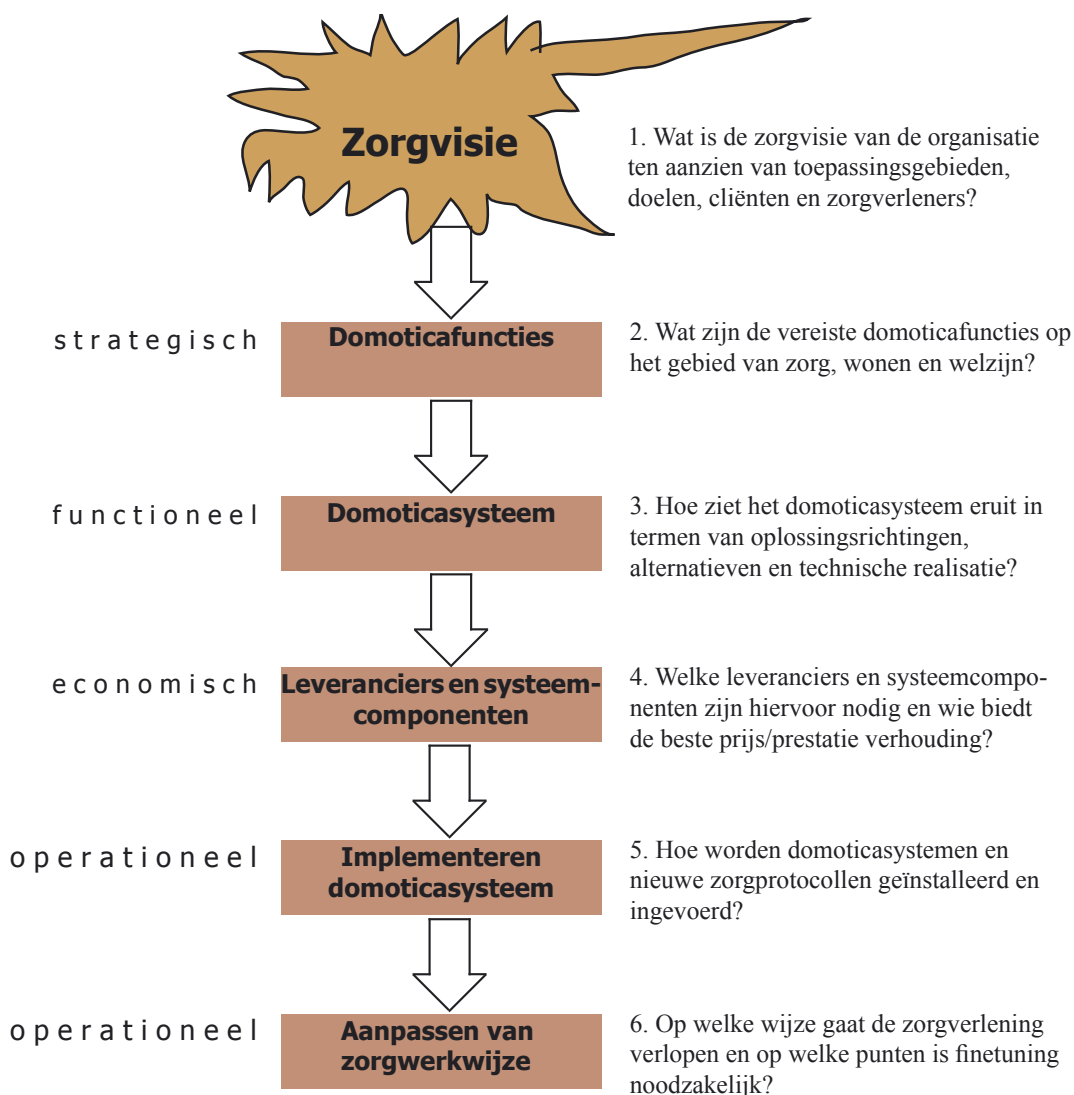 Zorgvisie
1. Wat is de zorgvisie van de organisatie
ten aanzien van toepassingsgebieden,
doelen, cliënten en zorgverleners?
strategisch
Domoticafuncties
2. Wat zijn de vereiste domoticafuncties op
het gebied van zorg, wonen en welzijn?
functioneel
Domoticasysteem
3. Hoe ziet het domoticasysteem eruit in
termen van oplossingsrichtingen,
alternatieven en technische realisatie?
economisch
Leveranciers en systeem-
componenten
4. Welke leveranciers en systeemcompo-
nenten zijn hiervoor nodig en wie biedt
de beste prijs/prestatie verhouding?
operationeel
Implementeren
domoticasysteem
5. Hoe worden domoticasystemen en
nieuwe zorgprotocollen geïnstalleerd en
ingevoerd?
operationeel
Aanpassen van
zorgwerkwijze
6. Op welke wijze gaat de zorgverlening
verlopen en op welke punten is finetuning
noodzakelijk?